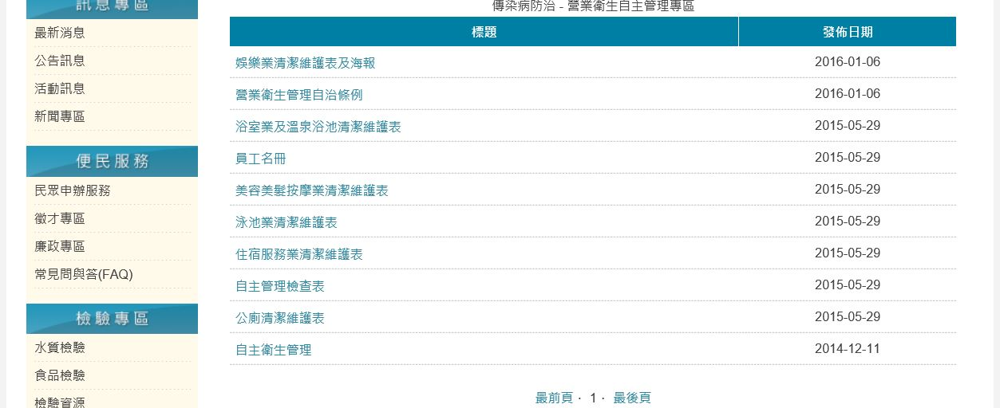 訊息專區
最新消息
公告訊息
活動訊息
新聞專區
便民服務
民眾申辦服務
徵才專區
廉政專區
常見問與答(FAQ)
檢驗專區
水質檢驗
食品檢驗
檢驗資源
傳染病防治 - 營業衛生自主管理專區
標題 發佈日期
娛樂業清潔維護表及海報 2016-01-06
營業衛生管理自治條例 2016-01-06
浴室業及溫泉浴池清潔維護表 2015-05-29
員工名冊 2015-05-29
美容美髮按摩業清潔維護表 2015-05-29
泳池業清潔維護表 2015-05-29
住宿服務業清潔維護表 2015-05-29
自主管理檢查表 2015-05-29
公廁清潔維護表 2015-05-29
自主衛生管理 2014-12-11
最前頁 · 1 · 最後頁